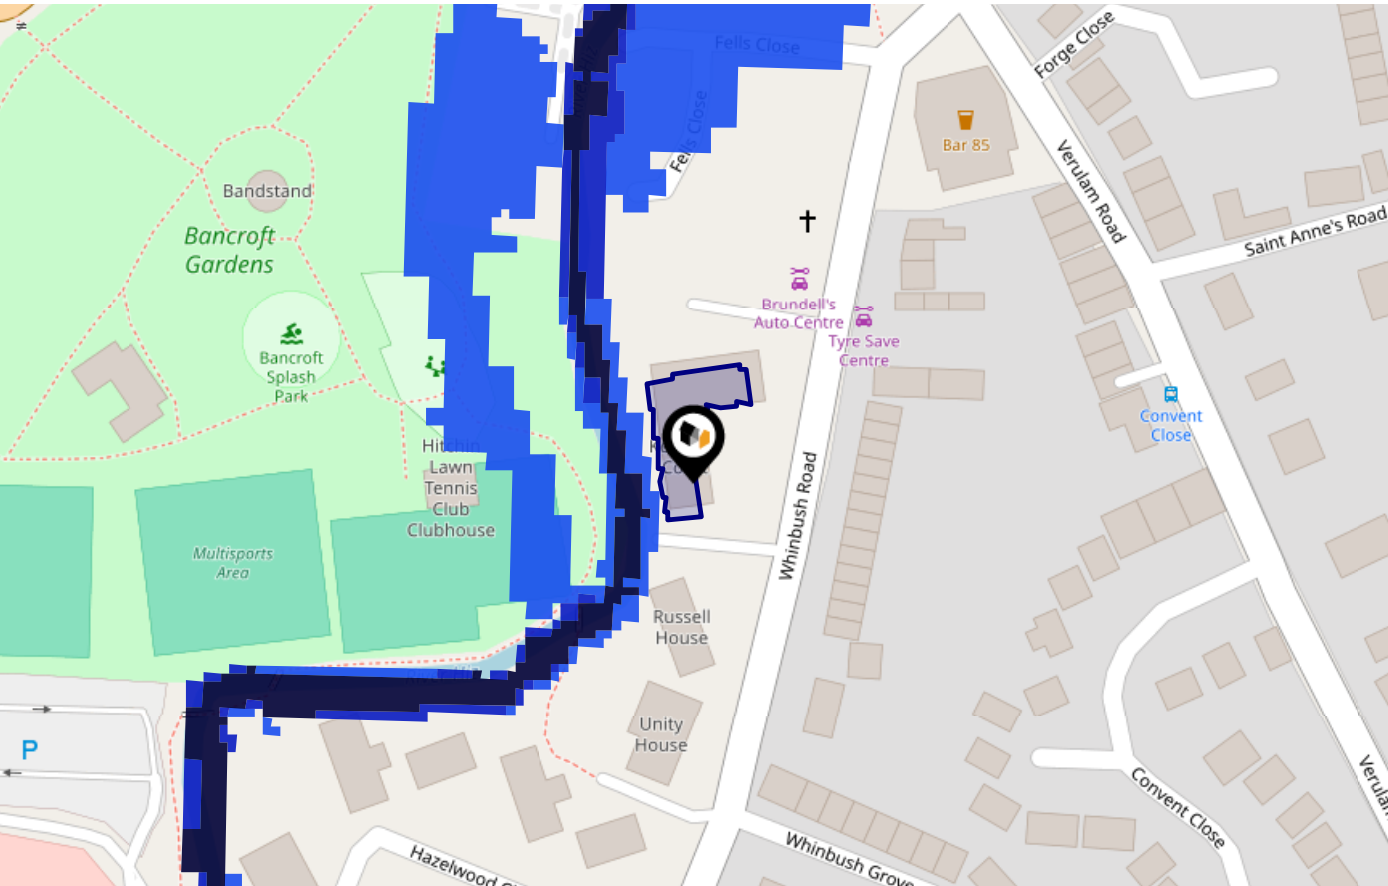 Fells Close
Forge Close
Fells Close
Bar 85
Verulam Road
Bandstand
Bancroft
Gardens
Saint Anne's Road
Brundell's
Auto Centre
Tyre Save
Centre
Bancroft
Splash
Park
Convent
Close
Hitchin
Lawn
Tennis
Club
Clubhouse
Whinbush Road
Multisports
Area
Russell
House
Unity
House
P
Convent Close
Hazelwood
Whinbush Grove